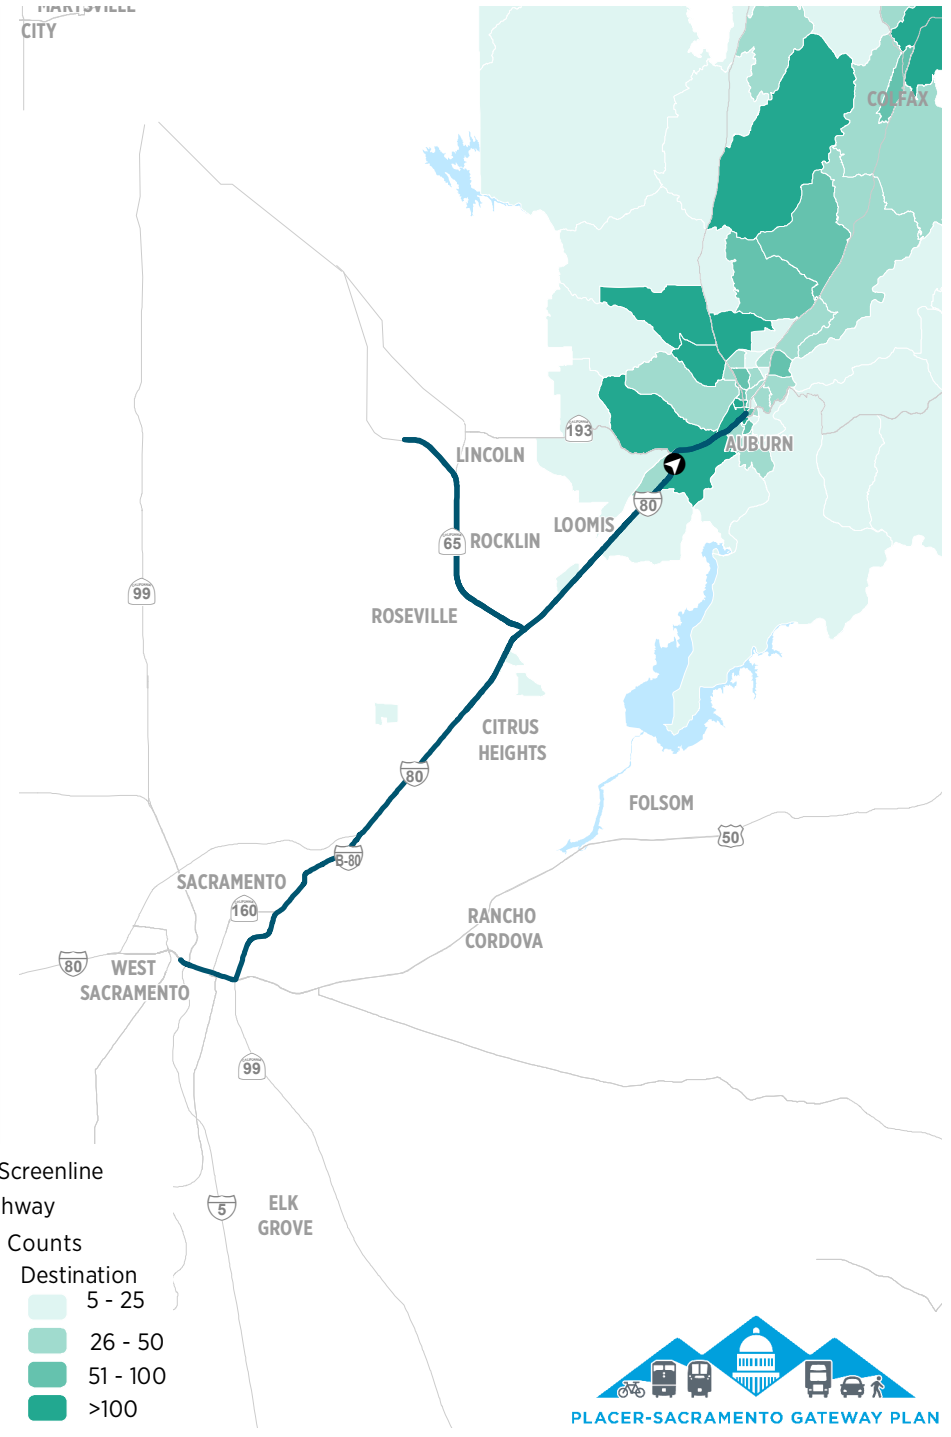 MARYSVILLE
CITY
COLFAX
193
AUBURN
LINCOLN
80
LOOMIS
65
ROCKLIN
99
ROSEVILLE
CITRUS
HEIGHTS
80
FOLSOM
50
B-80
SACRAMENTO
160
RANCHO
CORDOVA
80
WEST
SACRAMENTO
99
Screenline
hway
Counts
Destination
5 - 25
26 - 50
51 - 100
>100
5
ELK
GROVE
PLACER-SACRAMENTO GATEWAY PLAN